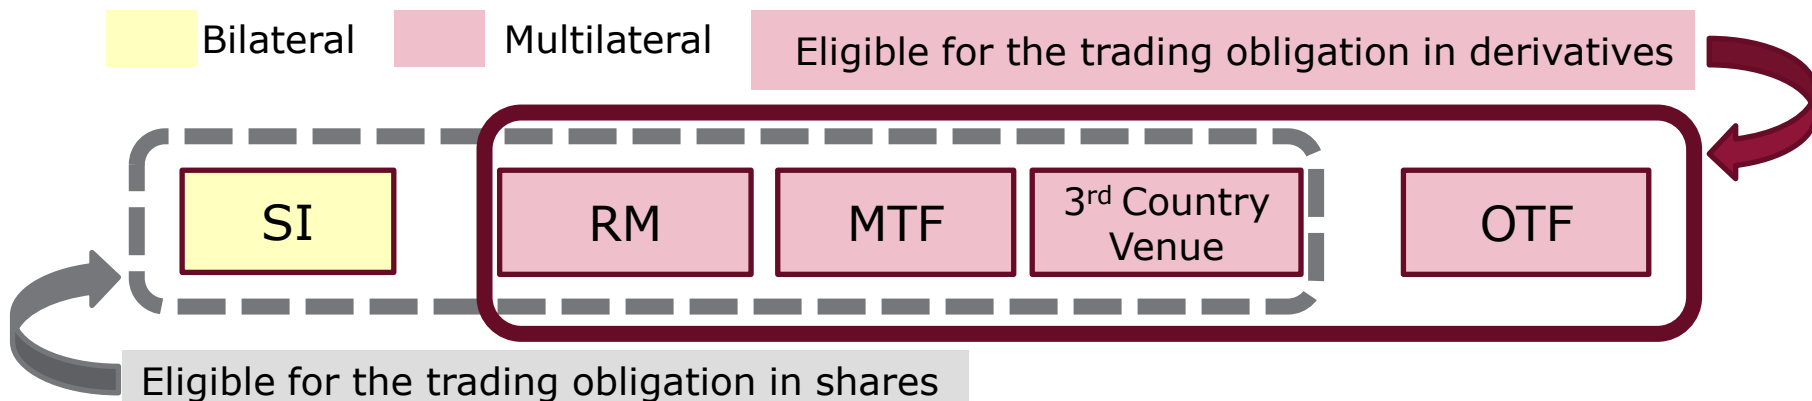 Bilateral
Multilateral
Eligible for the trading obligation in derivatives
SI
RM
MTF
3rd Country
Venue
OTF
Eligible for the trading obligation in shares